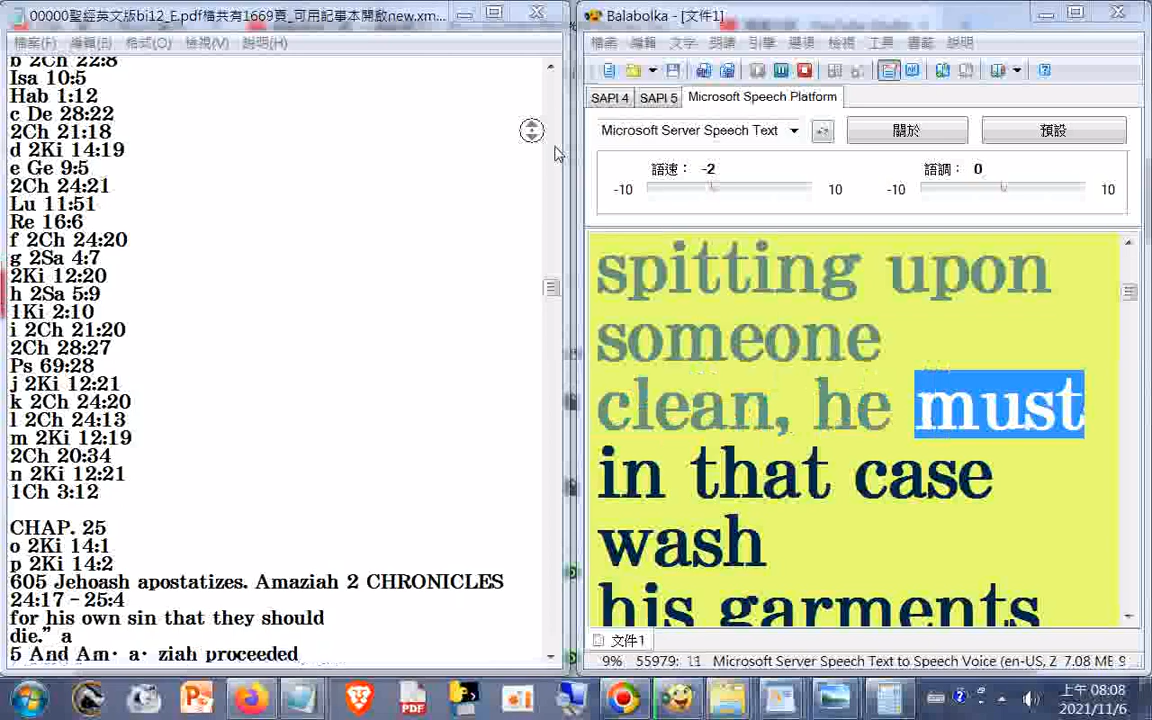 00000聖經英文版bi12_E.pdf檔共有1669頁_可用記事本開啟new.xm...
檔案(F) 編輯(E) 格式(O) 檢視(V) 說明(H)
b 2Ch 22:8
Isa 10:5
Hab 1:12
c De 28:22
2Ch 21:18
d 2Ki 14:19
e Ge 9:5
2Ch 24:21
Lu 11:51
Re 16:6
f 2Ch 24:20
g 2Sa 4:7
2Ki 12:20
h 2Sa 5:9
1Ki 2:10
i 2Ch 21:20
2Ch 28:27
Ps 69:28
j 2Ki 12:21
k 2Ch 24:20
l 2Ch 24:13
m 2Ki 12:19
2Ch 20:34
n 2Ki 12:21
1Ch 3:12
CHAP. 25
o 2Ki 14:1
p 2Ki 14:2
605 Jehoash apostatizes. Amaziah 2 CHRONICLES
24:17–25:4
for his own sin that they should
die.” a
5 And Am· a· ziah proceeded
Balabolka - [文件1]
檔案 編輯 文字 朗讀 引擎 選項 檢視 工具 書籤 說明
SAPI 4 SAPI 5 Microsoft Speech Platform
Microsoft Server Speech Text 關於 預設
語速： -2 語調： 0
-10 10 -10 10
spitting upon
someone
clean, he must
in that case
wash
his garments
文件1
9% 55979: 11 Microsoft Server Speech Text to Speech Voice (en-US, Z 7.08 MB 9
PDF
上午 08:08
2021/11/6